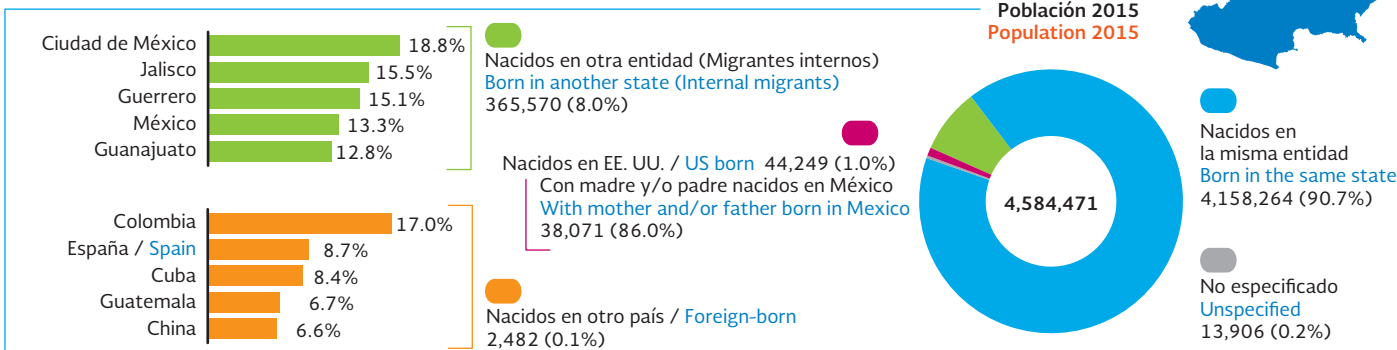 Población 2015
Population 2015
Ciudad de México 18.8%
Jalisco 15.5%
Guerrero 15.1%
México 13.3%
Guanajuato 12.8%
Nacidos en otra entidad (Migrantes internos)
Born in another state (Internal migrants)
365,570 (8.0%)
Nacidos en EE. UU. / US born 44,249 (1.0%)
Con madre y/o padre nacidos en México
With mother and/or father born in Mexico
38,071 (86.0%)
Colombia 17.0%
España / Spain 8.7%
Cuba 8.4%
Guatemala 6.7%
China 6.6%
Nacidos en otro país / Foreign-born
2,482 (0.1%)
4,584,471
Nacidos en
la misma entidad
Born in the same state
4,158,264 (90.7%)
No especificado
Unspecified
13,906 (0.2%)